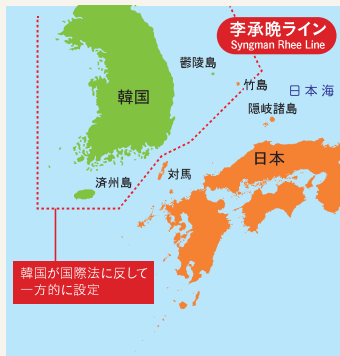 李承晩ライン
Syngman Rhee Line
鬱陵島
竹島
日本海
韓国
隠岐諸島
日本
対馬
済州島
韓国が国際法に反して
一方的に設定